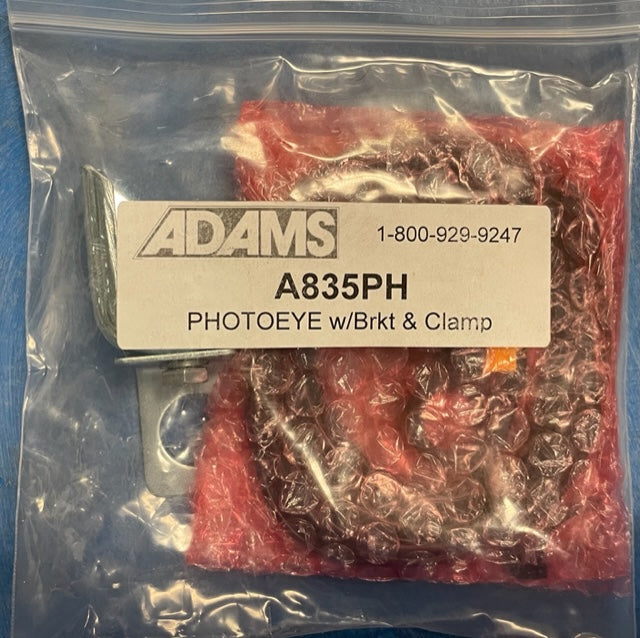 ADAMS 1-800-929-9247
A835PH
PHOTOEYE w/Brkt & Clamp